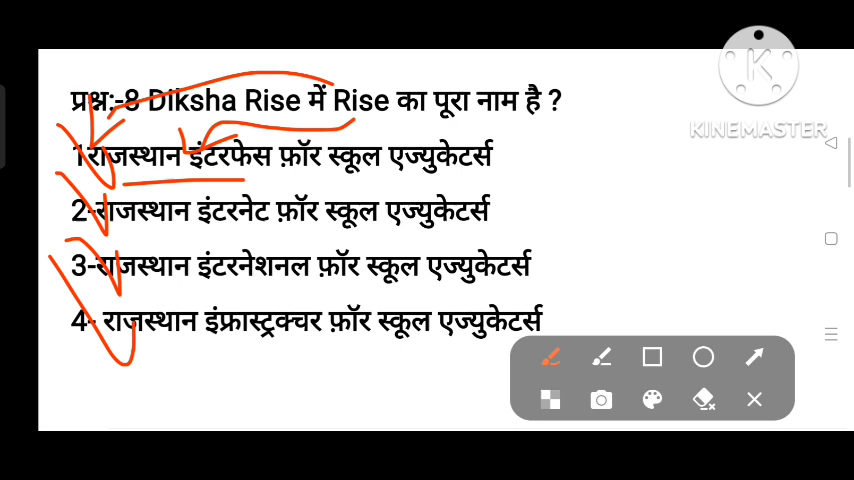 प्रश्न:-8 Diksha Rise में Rise का पूरा नाम है ?
1राजस्थान इंटरफेस फ़ॉर स्कूल एज्युकेटर्स
2-राजस्थान इंटरनेट फ़ॉर स्कूल एज्युकेटर्स
3-राजस्थान इंटरनेशनल फ़ॉर स्कूल एज्युकेटर्स
4- राजस्थान इंफ्रास्ट्रक्चर फ़ॉर स्कूल एज्युकेटर्स
K
KINEMASTER